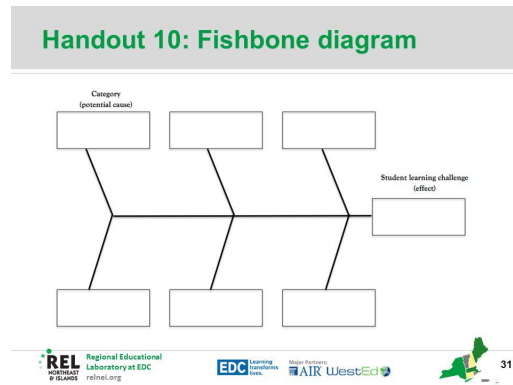 Handout 10: Fishbone diagram
Category
(potential cause)
Student learning challenge
(effect)
REL
NORTHEAST
& ISLANDS
Regional Educational
Laboratory at EDC
relnei.org
EDC
Learning
transforms
lives.
Major Partners:
AIR WestEd
31